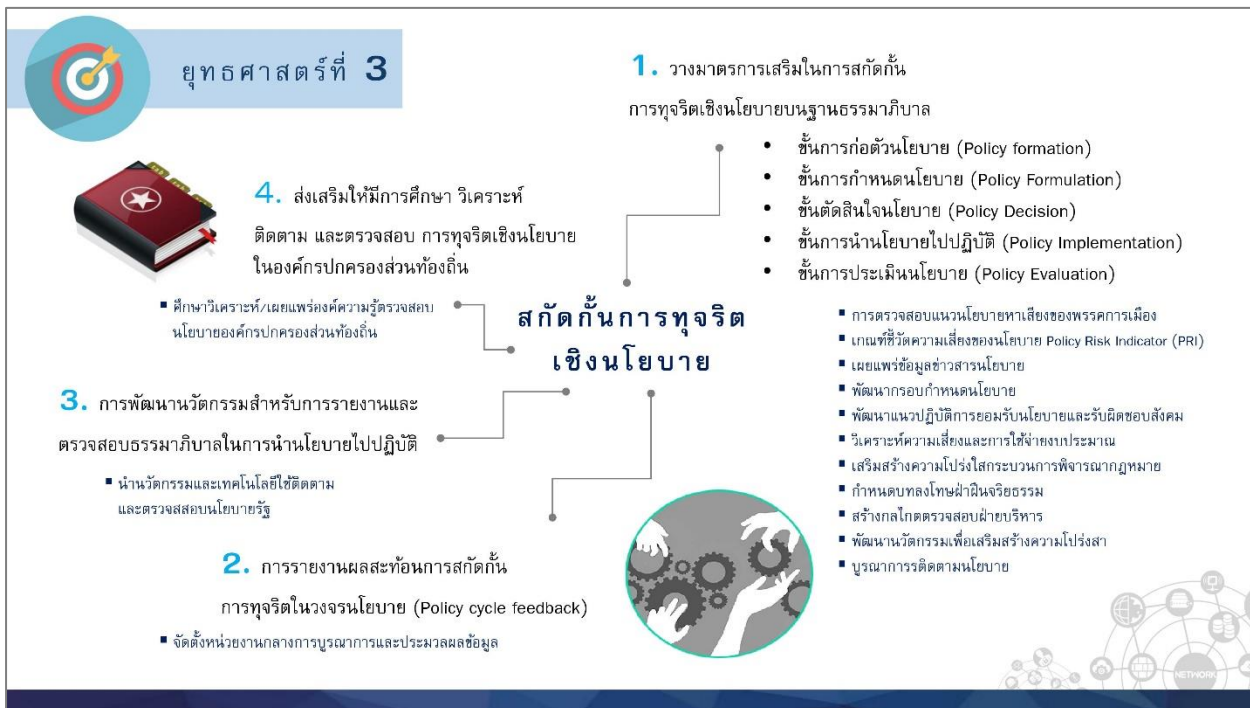 ยุทธศาสตร์ที่ 3
1. วางมาตรการเสริมในการสกัดกั้น
การทุจริตเชิงนโยบายบนฐานธรรมาภิบาล
• ขั้นการก่อตัวนโยบาย (Policy formation)
• ขั้นการกำหนดนโยบาย (Policy Formulation)
• ขั้นตัดสินใจนโยบาย (Policy Decision)
• ขั้นการนำนโยบายไปปฏิบัติ (Policy Implementation)
• ขั้นการประเมินนโยบาย (Policy Evaluation)
▪ การตรวจสอบแนวนโยบายหาเสียงของพรรคการเมือง
▪ เกณฑ์ชี้วัดความเสี่ยงของนโยบาย Policy Risk Indicator (PRI)
▪ เผยแพร่ข้อมูลข่าวสารนโยบาย
▪ พัฒนากรอบกำหนดนโยบาย
▪ พัฒนาแนวปฏิบัติการยอมรับนโยบายและรับผิดชอบสังคม
▪ วิเคราะห์ความเสี่ยงและการใช้จ่ายงบประมาณ
▪ เสริมสร้างความโปร่งใสกระบวนการพิจารณากฎหมาย
▪ กำหนดบทลงโทษฝ่าฝืนจริยธรรม
▪ สร้างกลไกตรวจสอบฝ่ายบริหาร
▪ พัฒนานวัตกรรมเพื่อเสริมสร้างความโปร่งสา
▪ บูรณาการรติดตามนโยบาย
4. ส่งเสริมให้มีการศึกษา วิเคราะห์
ติดตาม และตรวจสอบ การทุจริตเชิงนโยบาย
ในองค์กรปกครองส่วนท้องถิ่น
▪ ศึกษาวิเคราะห์/เผยแพร่องค์ความรู้ตรวจสอบ
นโยบายองค์กรปกครองส่วนท้องถิ่น
สกัดกั้นการทุจริต
เชิงนโยบาย
3. การพัฒนานวัตกรรมสำหรับการรายงานและ
ตรวจสอบธรรมาภิบาลในการนำนโยบายไปปฏิบัติ
▪ นำนวัตกรรมและเทคโนโลยีใช้ติดตาม
และตรวจสสอบนโยบายรัฐ
2. การรายงานผลสะท้อนการสกัดกั้น
การทุจริตในวงจรนโยบาย (Policy cycle feedback)
▪ จัดตั้งหน่วยงานกลางการบูรณาการและประมวลผลข้อมูล
NETWORK